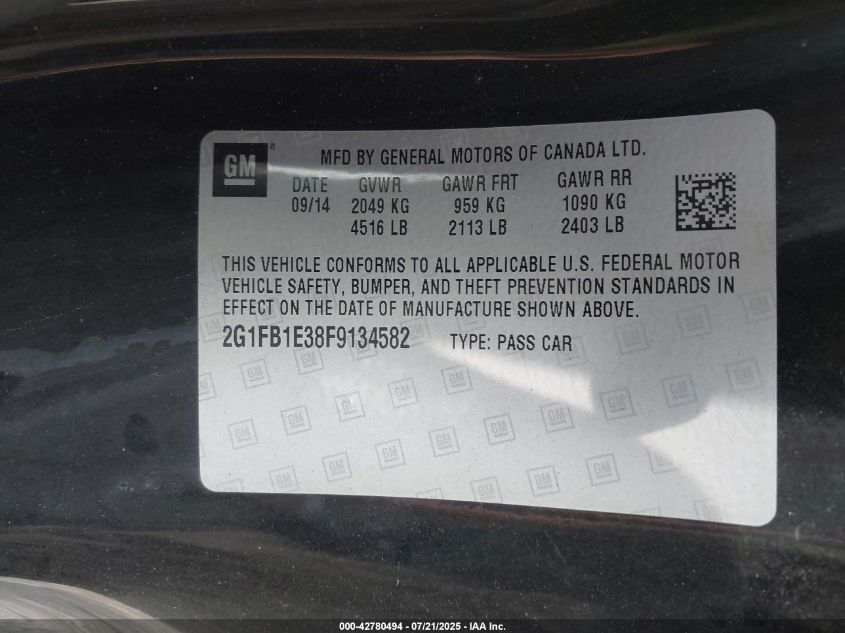 GM®
MFD BY GENERAL MOTORS OF CANADA LTD.
DATE GVWR GAWR FRT GAWR RR
09/14 2049 KG 959 KG 1090 KG
4516 LB 2113 LB 2403 LB
THIS VEHICLE CONFORMS TO ALL APPLICABLE U.S. FEDERAL MOTOR
VEHICLE SAFETY, BUMPER, AND THEFT PREVENTION STANDARDS IN
EFFECT ON THE DATE OF MANUFACTURE SHOWN ABOVE.
2G1FB1E38F9134582 TYPE: PASS CAR
000-42780494 - 07/21/2025 - IAA Inc.